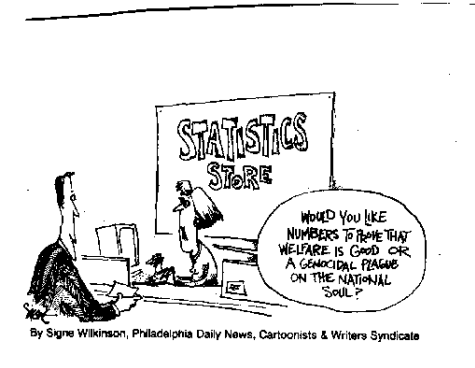 STATISTICS
STORE
WOULD YOU LIKE
NUMBERS TO PROVE THAT
WELFARE IS GOOD OR
A GENOCIDAL PLAGUE
ON THE NATIONAL
SOUL?
By Signe Wilkinson, Philadelphia Daily News, Cartoonists & Writers Syndicate